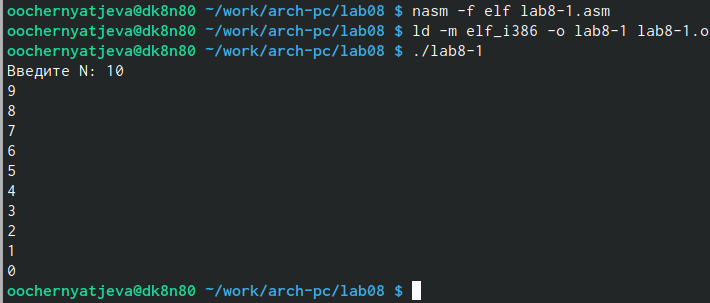 oochernyatjeva@dk8n80 ~/work/arch-pc/lab08 $ nasm -f elf lab8-1.asm
oochernyatjeva@dk8n80 ~/work/arch-pc/lab08 $ ld -m elf_i386 -o lab8-1 lab8-1.o
oochernyatjeva@dk8n80 ~/work/arch-pc/lab08 $ ./lab8-1
Введите N: 10
9
8
7
6
5
4
3
2
1
0
oochernyatjeva@dk8n80 ~/work/arch-pc/lab08 $